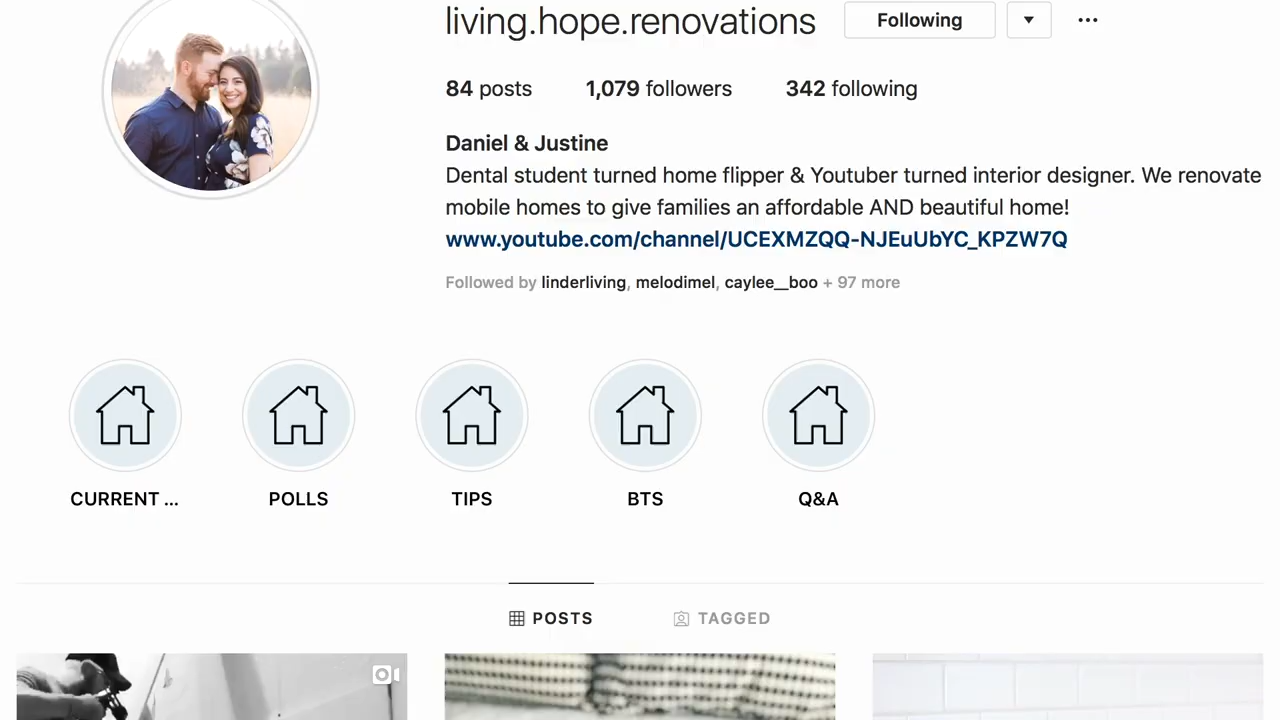 living.hope.renovations Following
84 posts 1,079 followers 342 following
Daniel & Justine
Dental student turned home flipper & Youtuber turned interior designer. We renovate
mobile homes to give families an affordable AND beautiful home!
www.youtube.com/channel/UCEXMZQQ-NJEuUbYC_KPZW7Q
Followed by linderliving, melodimel, caylee__boo + 97 more
CURRENT ... POLLS TIPS BTS Q&A
POSTS TAGGED